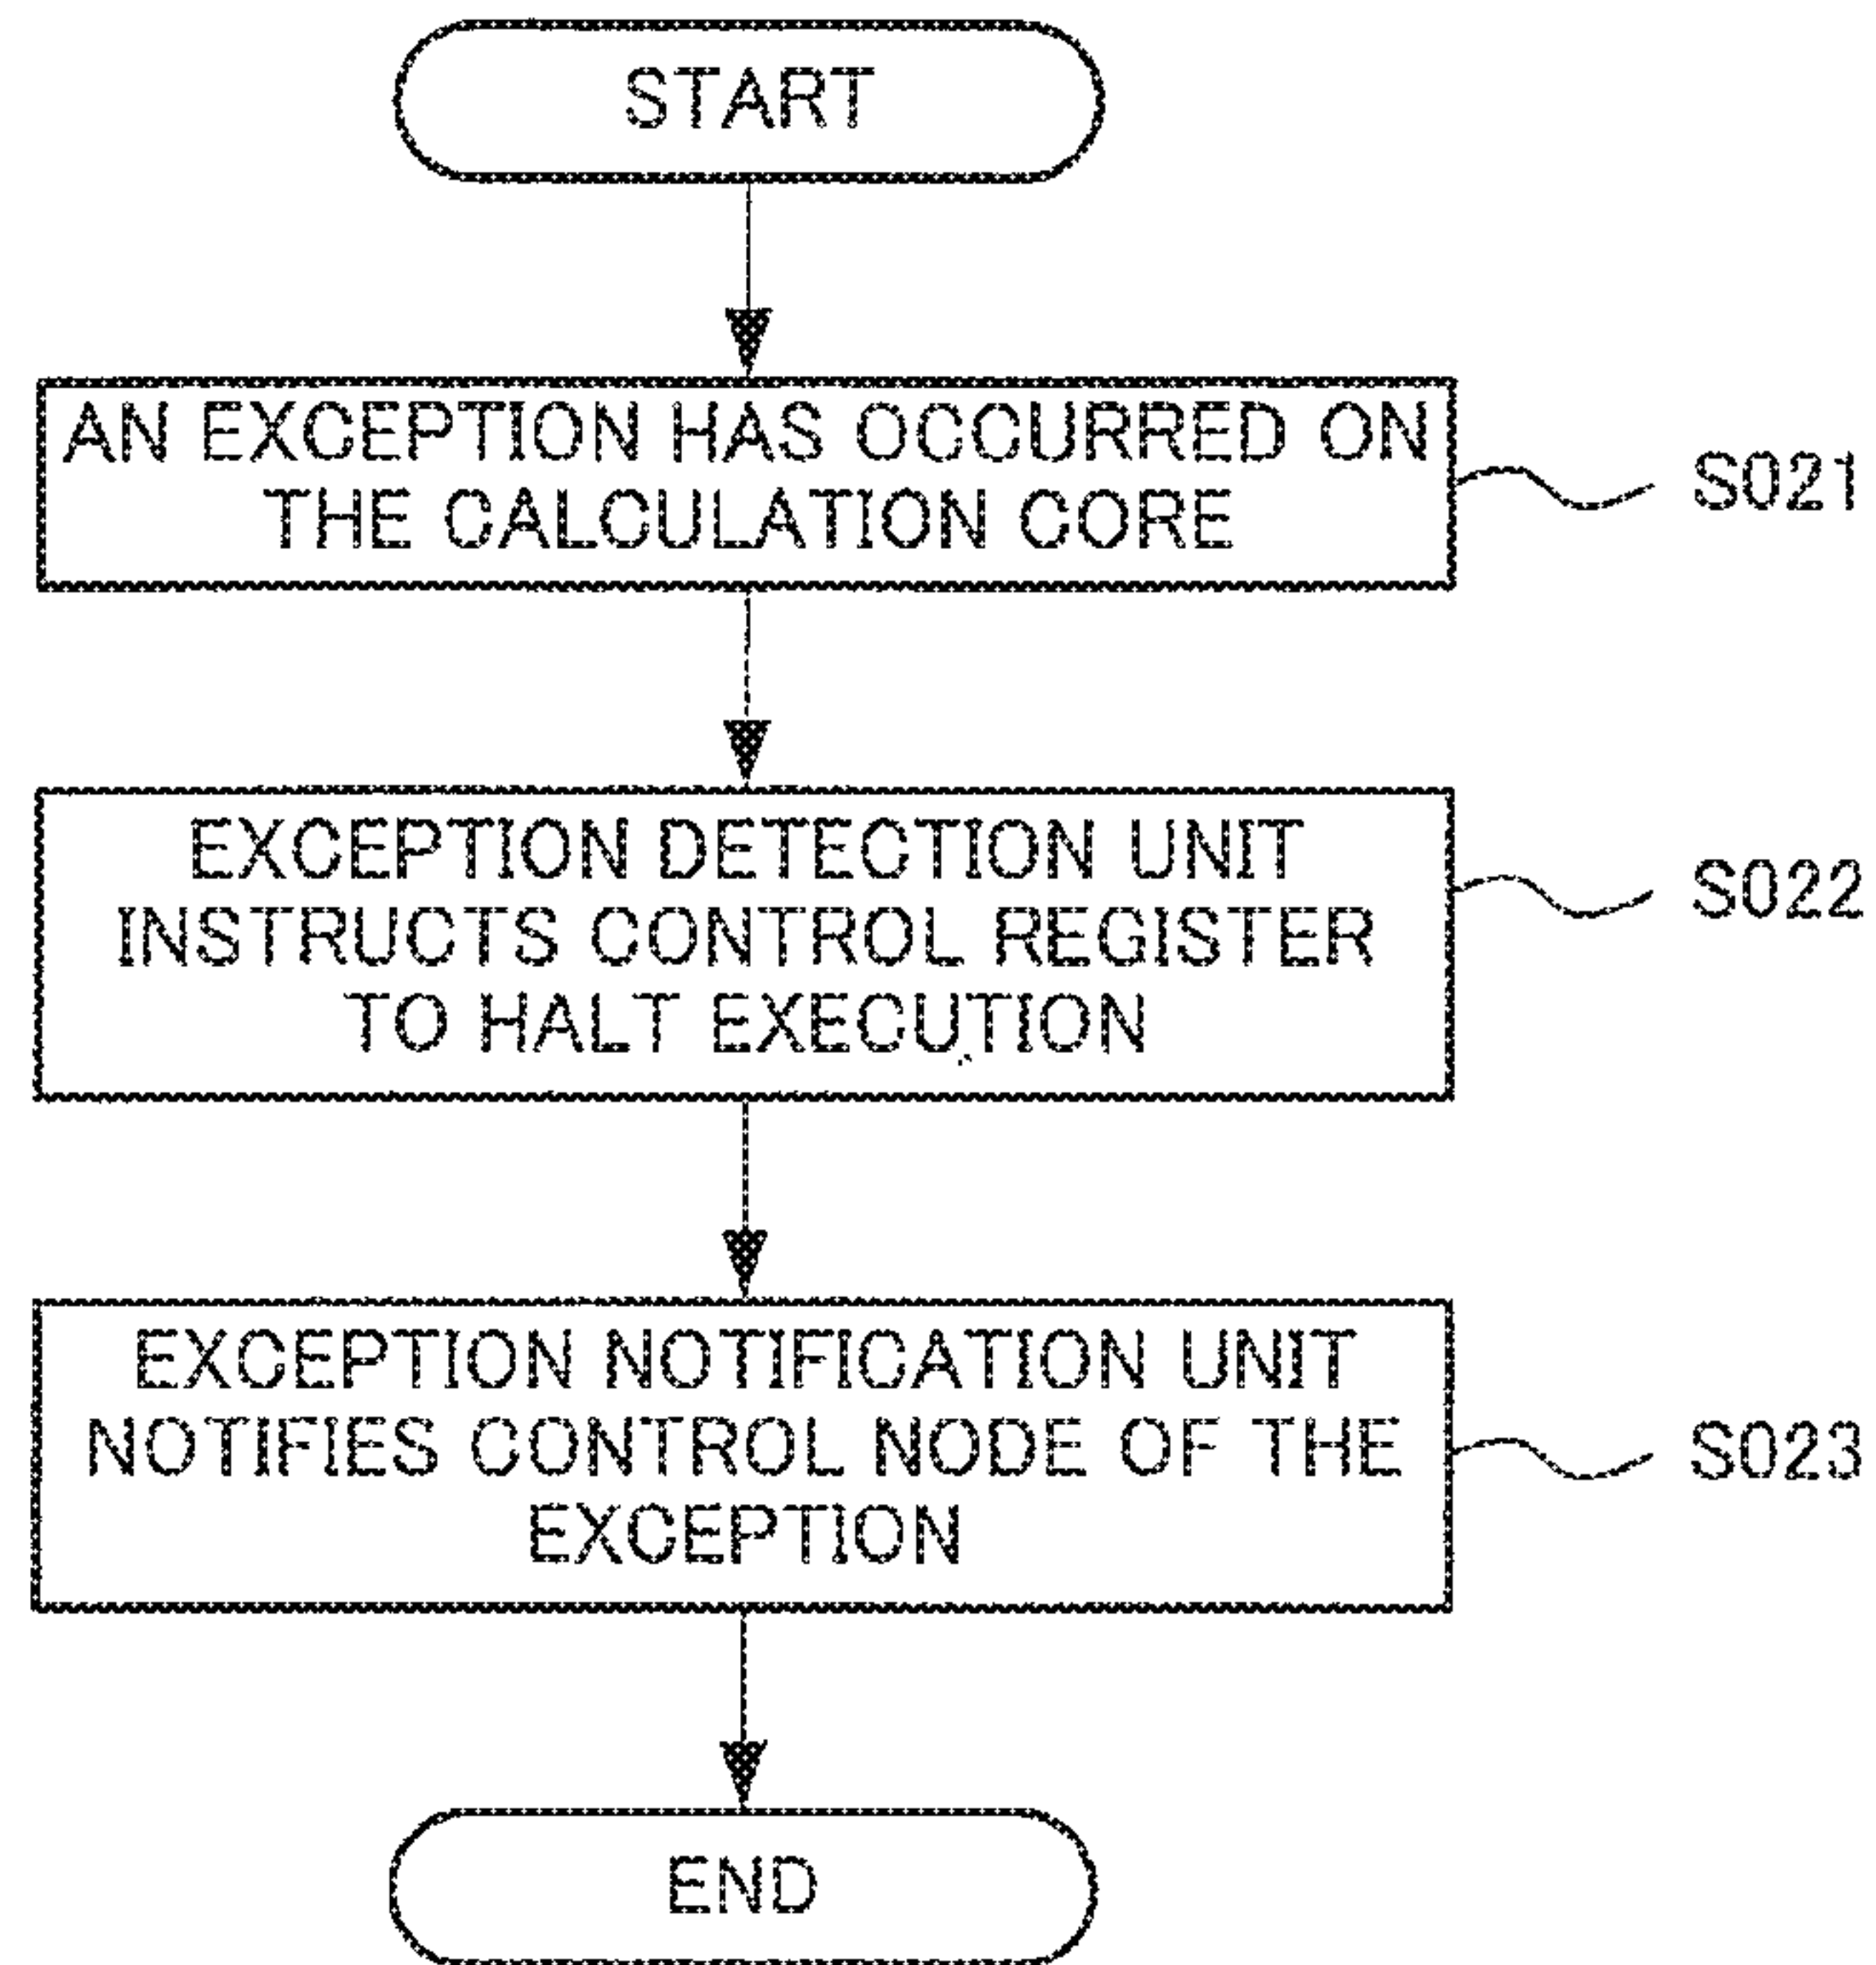 START
AN EXCEPTION HAS OCCURRED ON
THE CALCULATION CORE
S021
EXCEPTION DETECTION UNIT
INSTRUCTS CONTROL REGISTER
TO HALT EXECUTION
S022
EXCEPTION NOTIFICATION UNIT
NOTIFIES CONTROL NODE OF THE
EXCEPTION
S023
END